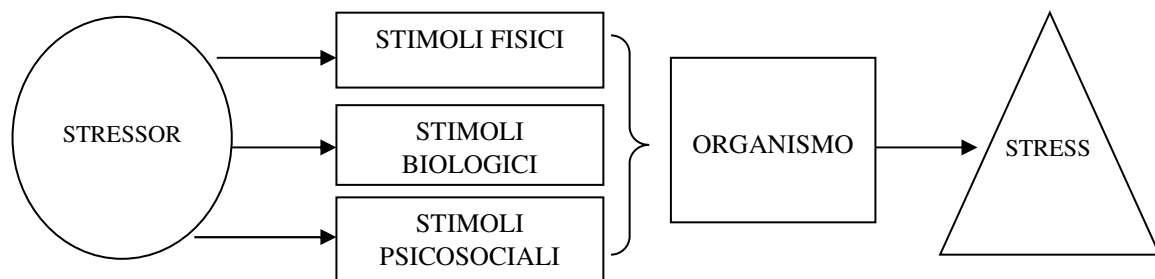 STRESSOR
STIMOLI FISICI
STIMOLI
BIOLOGICI
STIMOLI
PSICOSOCIALI
ORGANISMO
STRESS